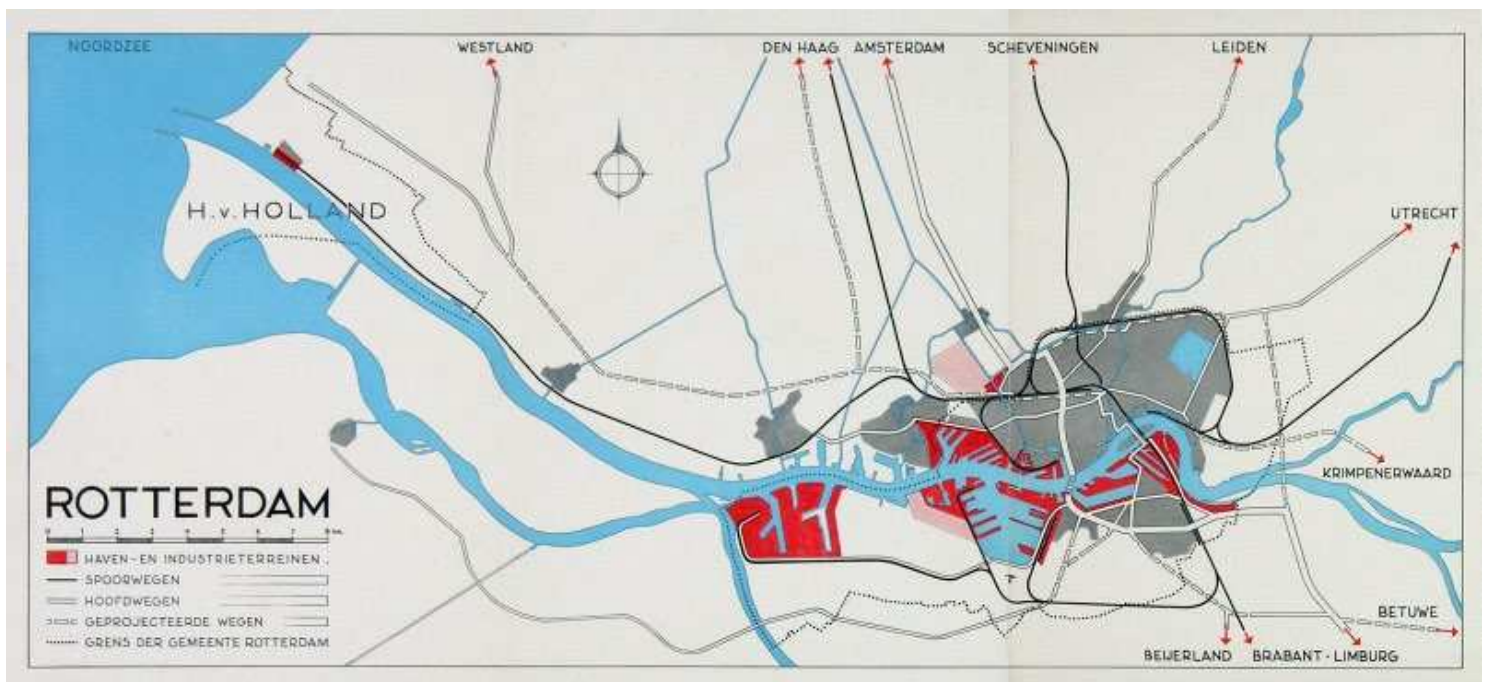 NOORDZEE
WESTLAND
DEN HAAG
AMSTERDAM
SCHEVENINGEN
LEIDEN
UTRECHT
H. v. HOLLAND
KRIMPENERWAARD
ROTTERDAM
HAVEN-EN INDUSTRIETERREINEN.
SPOORWEGEN
HOOFDWEGEN
GEPROJECTEERDE WEGEN
GRENS DER GEMEENTE ROTTERDAM
BETUWE
BEIJERLAND
BRABANT - LIMBURG